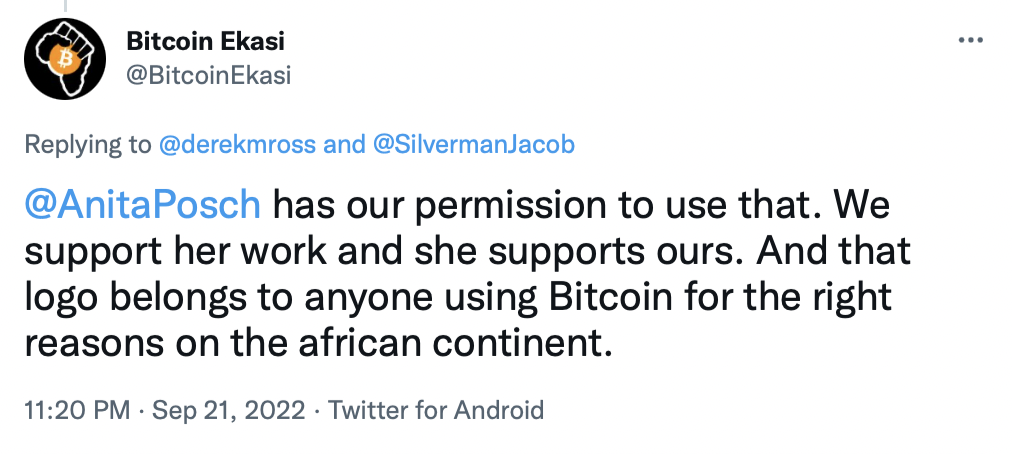 Bitcoin Ekasi
@BitcoinEkasi
Replying to @derekmross and @SilvermanJacob
@AnitaPosch has our permission to use that. We
support her work and she supports ours. And that
logo belongs to anyone using Bitcoin for the right
reasons on the african continent.
11:20 PM · Sep 21, 2022 · Twitter for Android